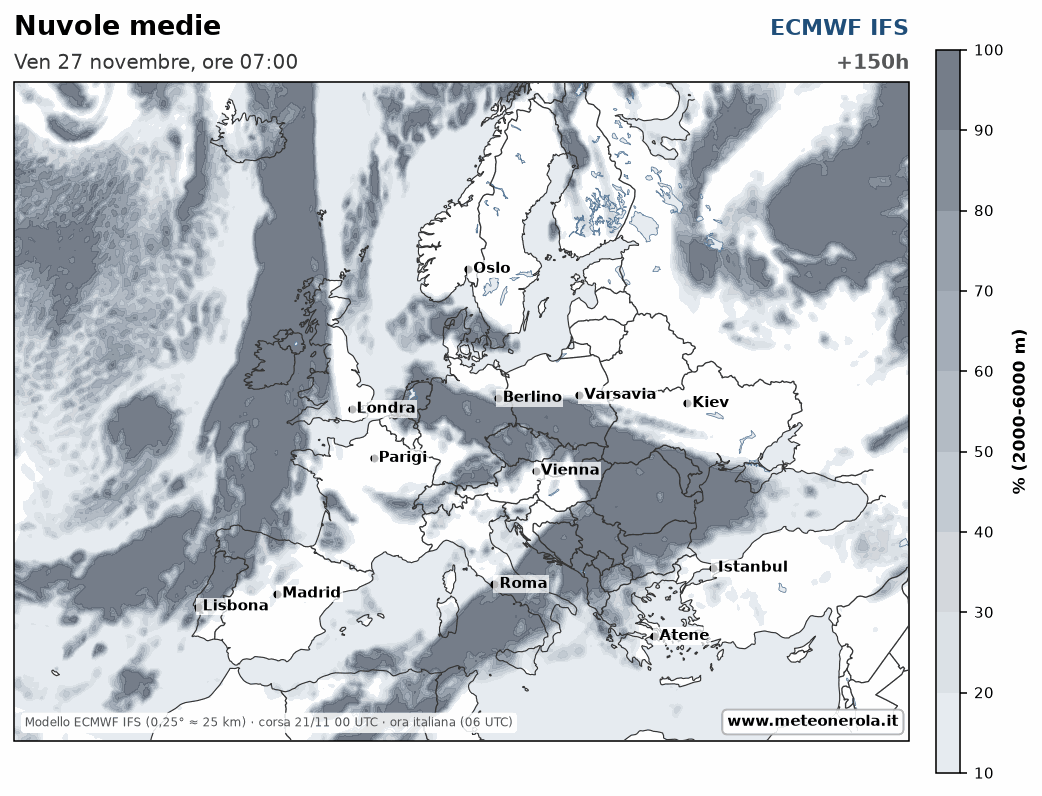 Nuvole medie
ECMWF IFS
Ven 27 novembre, ore 07:00
+150h
100
90
80
70
60
50
40
30
20
10
% (2000-6000 m)
Oslo
Londra
Berlino
Varsavia
Kiev
Parigi
Vienna
Roma
Istanbul
Madrid
Lisbona
Atene
Modello ECMWF IFS (0,25° ≈ 25 km) · corsa 21/11 00 UTC · ora italiana (06 UTC)
www.meteonerola.it